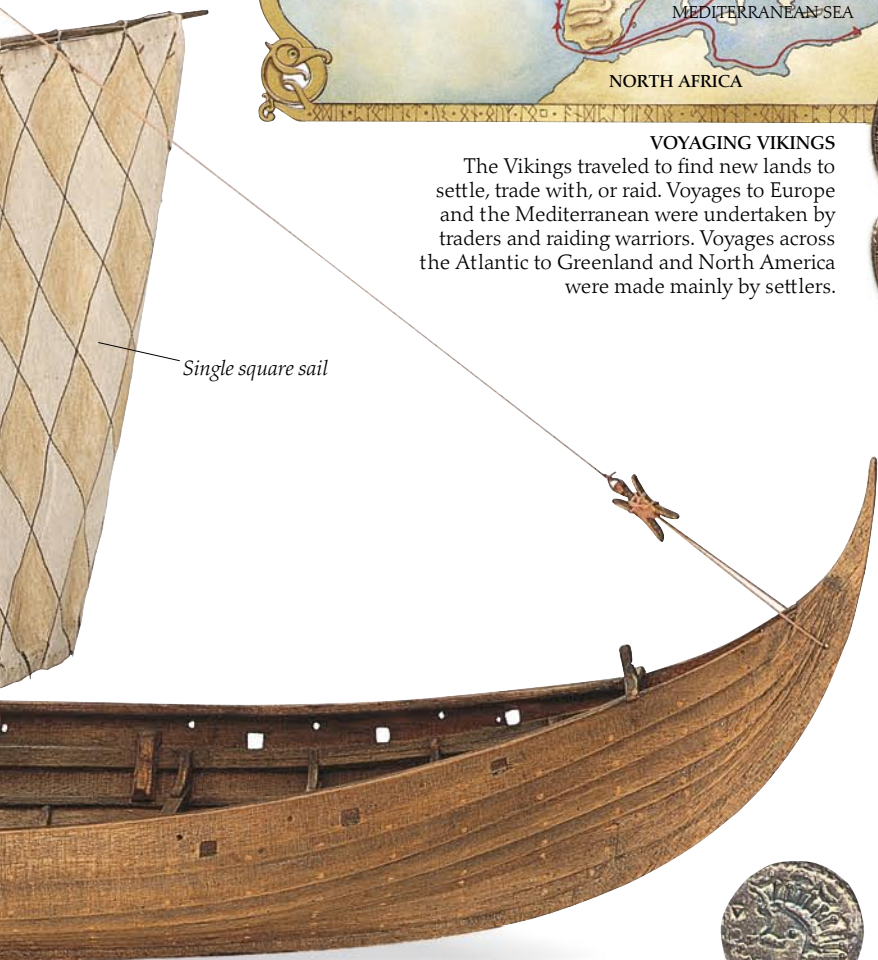 MEDITERRANEAN SEA
NORTH AFRICA
VOYAGING VIKINGS
The Vikings traveled to find new lands to
settle, trade with, or raid. Voyages to Europe
and the Mediterranean were undertaken by
traders and raiding warriors. Voyages across
the Atlantic to Greenland and North America
were made mainly by settlers.
Single square sail